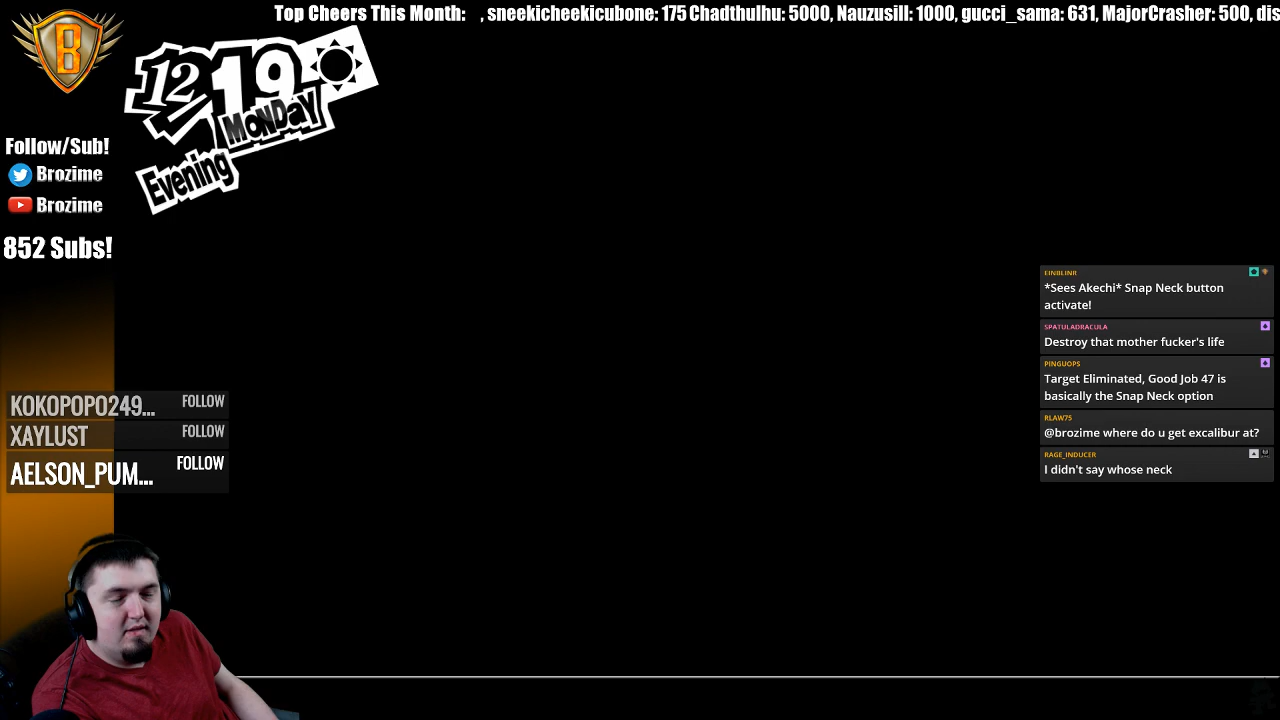 Top Cheers This Month: , sneekicheekicubone: 175 Chadthulhu: 5000, Nauzusill: 1000, gucci_sama: 631, MajorCrasher: 500, dis
B
12 19
MONDAY
Evening
Follow/Sub!
Brozime
Brozime
852 Subs!
KOKOPOPO249... FOLLOW
XAYLUST FOLLOW
AELSON_PUM... FOLLOW
EINBLINR
*Sees Akechi* Snap Neck button
activate!
SPATULADRACULA
Destroy that mother fucker's life
PINGUOPS
Target Eliminated, Good Job 47 is
basically the Snap Neck option
RLAW75
@brozime where do u get excalibur at?
RAGE_INDUCER
I didn't say whose neck